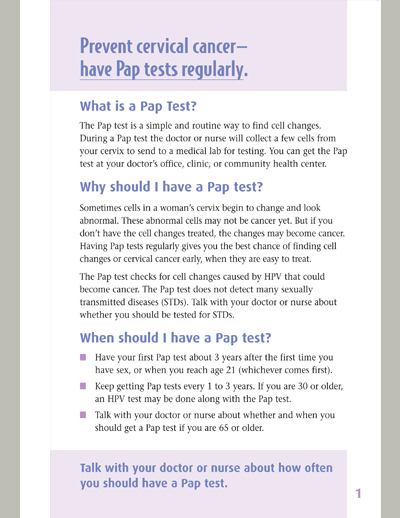 Prevent cervical cancer–
have Pap tests regularly.
What is a Pap Test?
The Pap test is a simple and routine way to find cell changes.
During a Pap test the doctor or nurse will collect a few cells from
your cervix to send to a medical lab for testing. You can get the Pap
test at your doctor's office, clinic, or community health center.
Why should I have a Pap test?
Sometimes cells in a woman's cervix begin to change and look
abnormal. These abnormal cells may not be cancer yet. But if you
don't have the cell changes treated, the changes may become cancer.
Having Pap tests regularly gives you the best chance of finding cell
changes or cervical cancer early, when they are easy to treat.
The Pap test checks for cell changes caused by HPV that could
become cancer. The Pap test does not detect many sexually
transmitted diseases (STDs). Talk with your doctor or nurse about
whether you should be tested for STDs.
When should I have a Pap test?
Have your first Pap test about 3 years after the first time you
have sex, or when you reach age 21 (whichever comes first).
Keep getting Pap tests every 1 to 3 years. If you are 30 or older,
an HPV test may be done along with the Pap test.
Talk with your doctor or nurse about whether and when you
should get a Pap test if you are 65 or older.
Talk with your doctor or nurse about how often
you should have a Pap test.
1